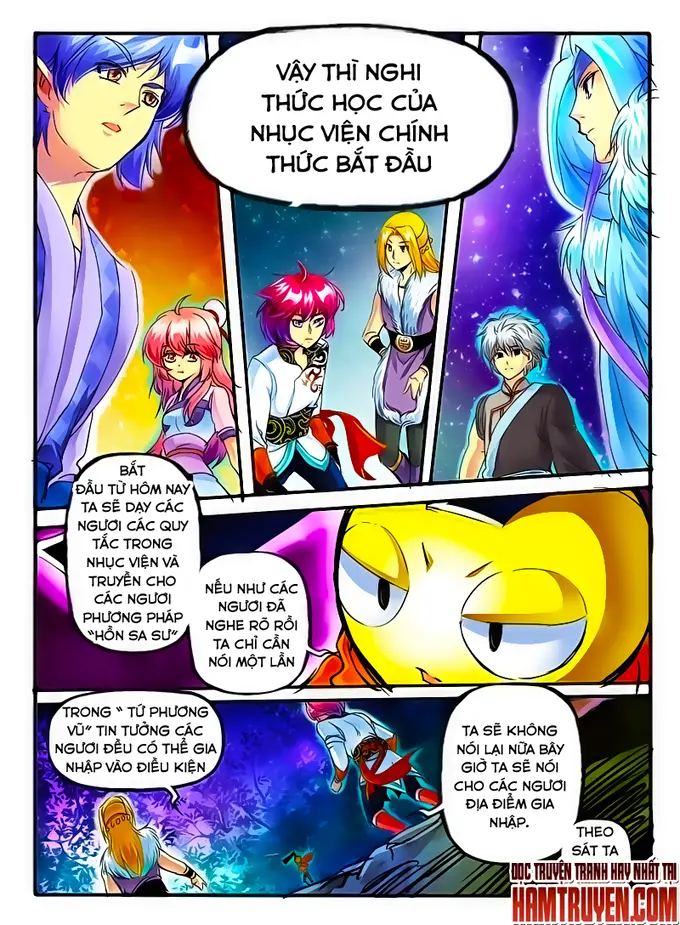 VẬY THÌ NGHI
THỨC HỌC CỦA
NHỤC VIỆN CHÍNH
THỨC BẮT ĐẦU
BẮT
ĐẦU TỪ HÔM NAY
TA SẼ DẠY CÁC
NGƯƠI CÁC QUY
TẮC TRONG
NHỤC VIỆN VÀ
TRUYỀN CHO
CÁC NGƯƠI
PHƯƠNG PHÁP
“HỒN SA SƯ”
NẾU NHƯ CÁC
NGƯƠI ĐÃ
NGHE RÕ RỒI
TA CHỈ CẦN
NÓI MỘT LẦN
TRONG “ TỨ PHƯƠNG
VŨ” TIN TƯỞNG CÁC
NGƯƠI ĐỀU CÓ THỂ GIA
NHẬP VÀO ĐIỀU KIỆN
TA SẼ KHÔNG
NÓI LẠI NỮA BÂY
GIỜ TA SẼ NÓI
CHO CÁC NGƯƠI
ĐỊA ĐIỂM GIA
NHẬP.
THEO
SÁT TA
ĐỌC TRUYỆN TRANH HAY NHẤT TẠI
HAMTRUYEN.COM